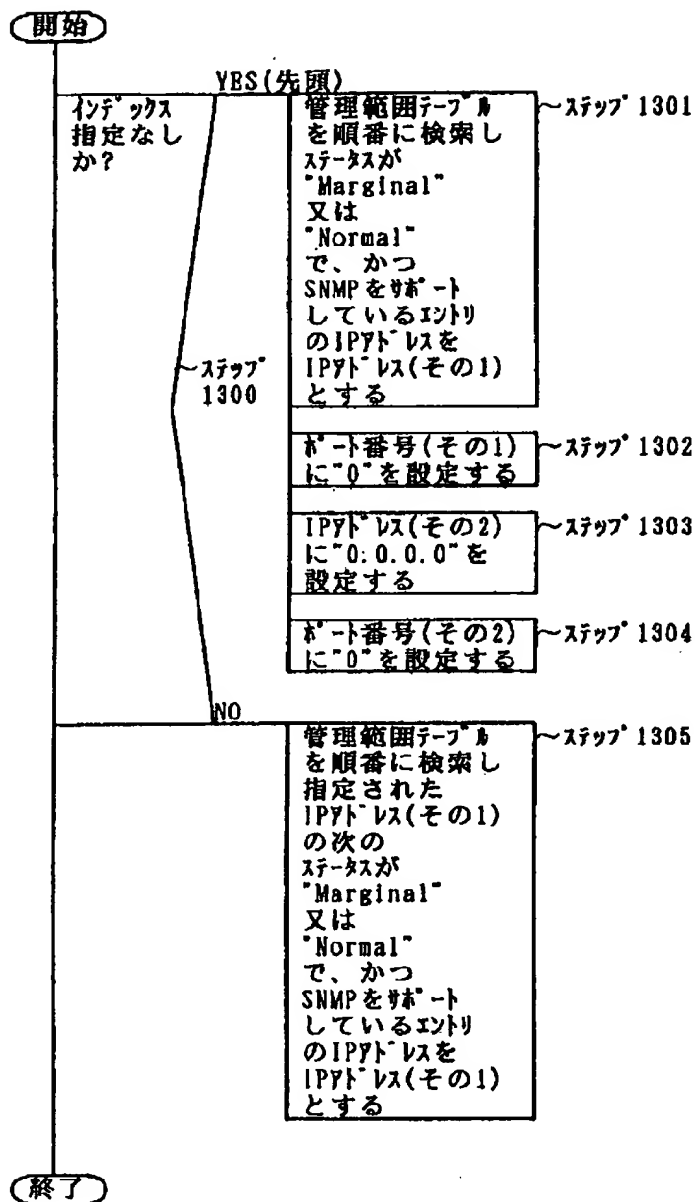 開始
YES(先頭)
インデックス
指定なし
か?
~ステップ
1300
管理範囲テーブル
を順番に検索し
ステータスが
"Marginal"
又は
"Normal"
で、かつ
SNMPをサポート
しているエントリ
のIPアドレスを
IPアドレス(その1)
とする
~ステップ1301
ポート番号(その1)
に"0"を設定する
~ステップ1302
IPアドレス(その2)
に"0:0.0.0"を
設定する
~ステップ1303
ポート番号(その2)
に"0"を設定する
~ステップ1304
NO
管理範囲テーブル
を順番に検索し
指定された
IPアドレス(その1)
の次の
ステータスが
"Marginal"
又は
"Normal"
で、かつ
SNMPをサポート
しているエントリ
のIPアドレスを
IPアドレス(その1)
とする
~ステップ1305
終了